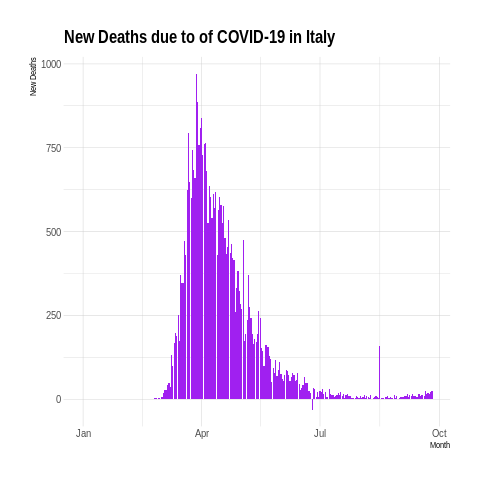 New Deaths due to of COVID-19 in Italy
New Deaths
1000
750
500
250
0
Jan Apr Jul Oct
Month